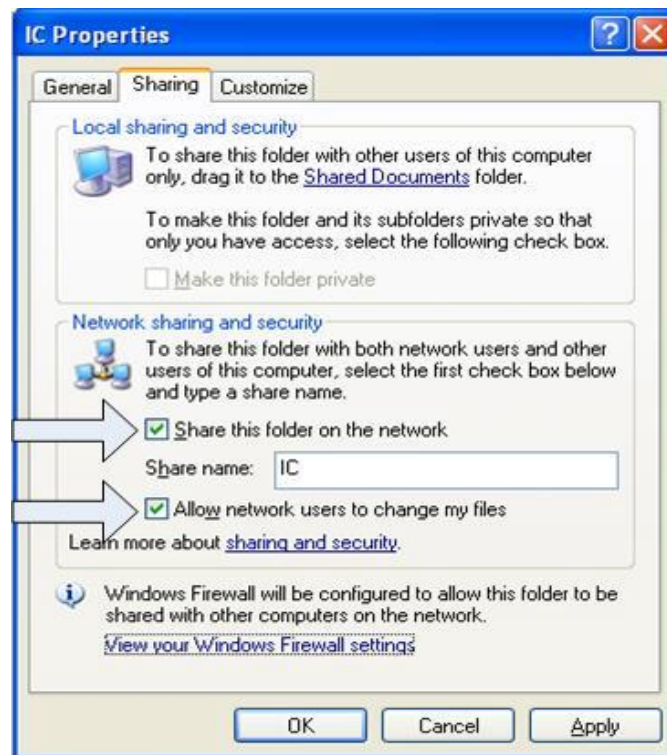 IC Properties
General Sharing Customize
Local sharing and security
To share this folder with other users of this computer
only, drag it to the Shared Documents folder.
To make this folder and its subfolders private so that
only you have access, select the following check box.
Make this folder private
Network sharing and security
To share this folder with both network users and other
users of this computer, select the first check box below
and type a share name.
Share this folder on the network
Share name: IC
Allow network users to change my files
Learn more about sharing and security.
Windows Firewall will be configured to allow this folder to be
shared with other computers on the network.
View your Windows Firewall settings
OK Cancel Apply